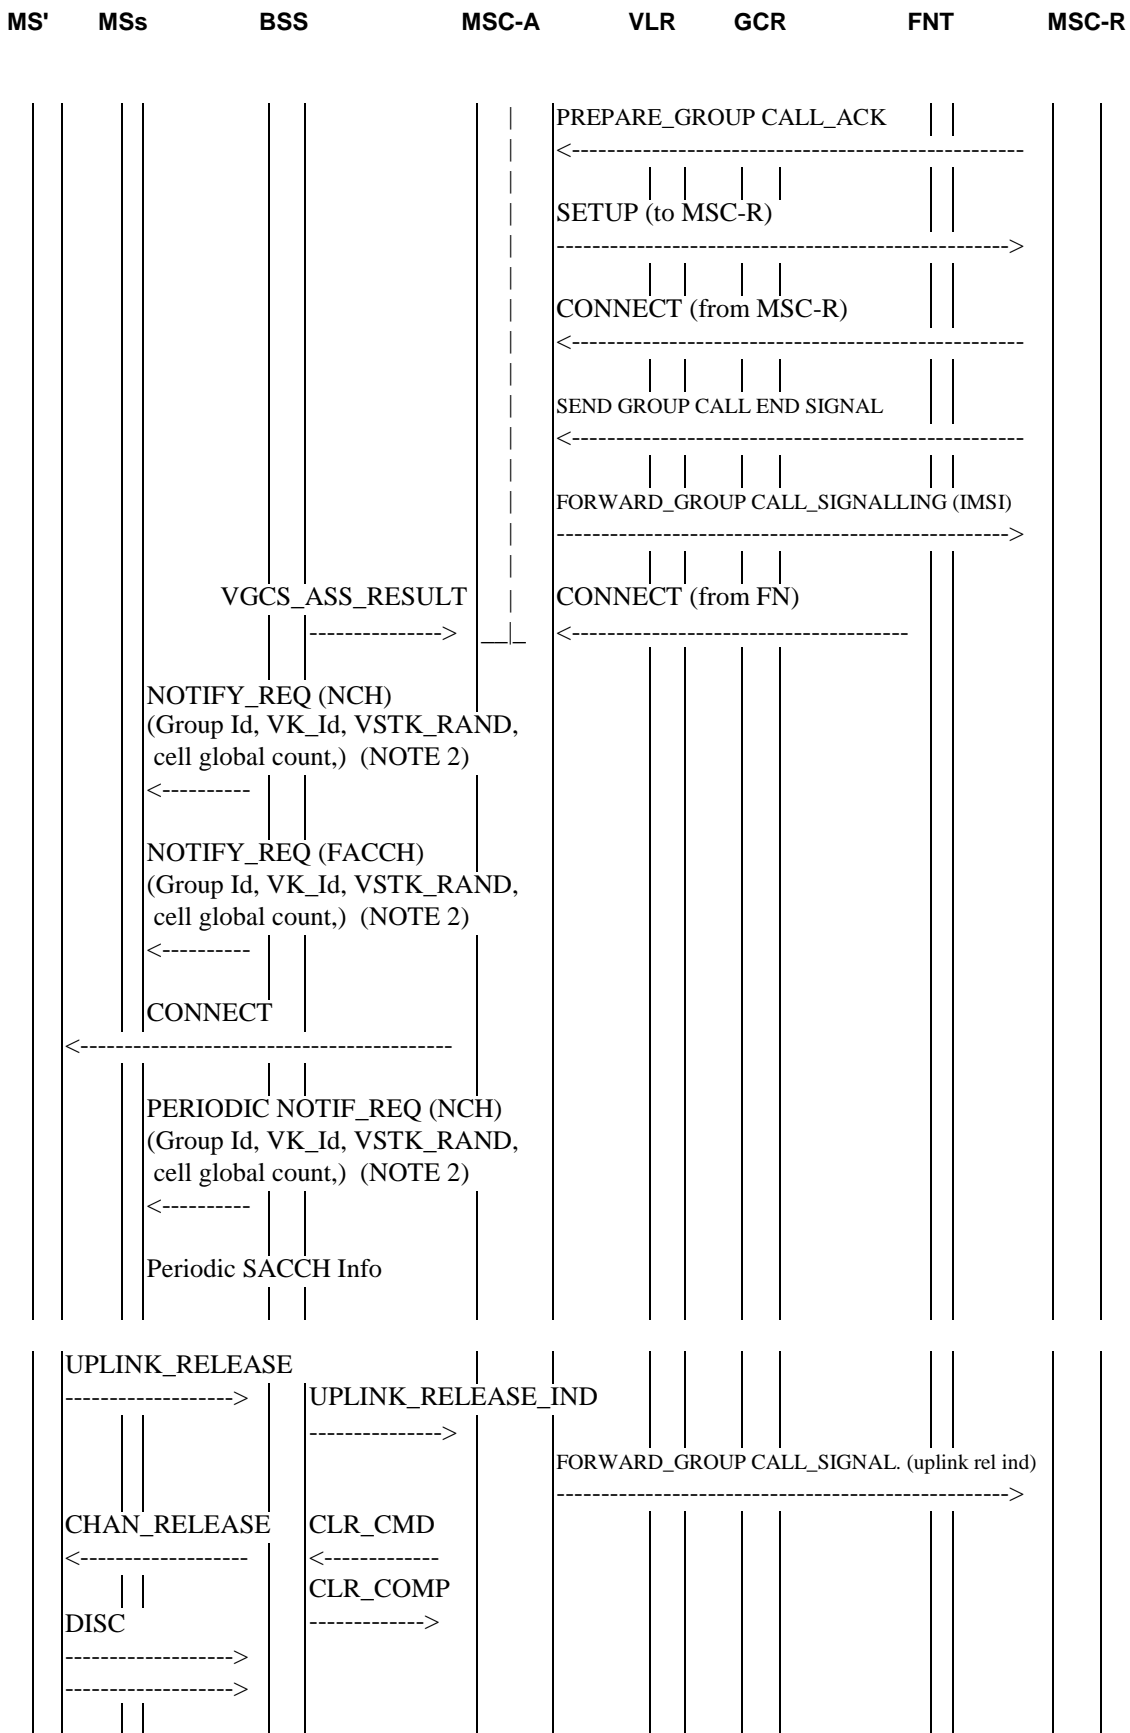 MS' MSs BSS MSC-A VLR GCR FNT MSC-R
PREPARE_GROUP CALL_ACK
<---------------------------------------------------
SETUP (to MSC-R)
--------------------------------------------------->
CONNECT (from MSC-R)
<---------------------------------------------------
SEND GROUP CALL END SIGNAL
<---------------------------------------------------
FORWARD_GROUP CALL_SIGNALLING (IMSI)
--------------------------------------------------->
VGCS_ASS_RESULT CONNECT (from FN)
---------------> __|_ <--------------------------------------
NOTIFY_REQ (NCH)
(Group Id, VK_Id, VSTK_RAND,
cell global count,) (NOTE 2)
<----------
NOTIFY_REQ (FACCH)
(Group Id, VK_Id, VSTK_RAND,
cell global count,) (NOTE 2)
<----------
CONNECT
<------------------------------------------
PERIODIC NOTIF_REQ (NCH)
(Group Id, VK_Id, VSTK_RAND,
cell global count,) (NOTE 2)
<----------
Periodic SACCH Info
UPLINK_RELEASE
------------------->
UPLINK_RELEASE_IND
--------------->
FORWARD_GROUP CALL_SIGNAL. (uplink rel ind)
--------------------------------------------------->
CHAN_RELEASE CLR_CMD
<------------------- <-------------
CLR_COMP
DISC ------------->
------------------->
------------------->